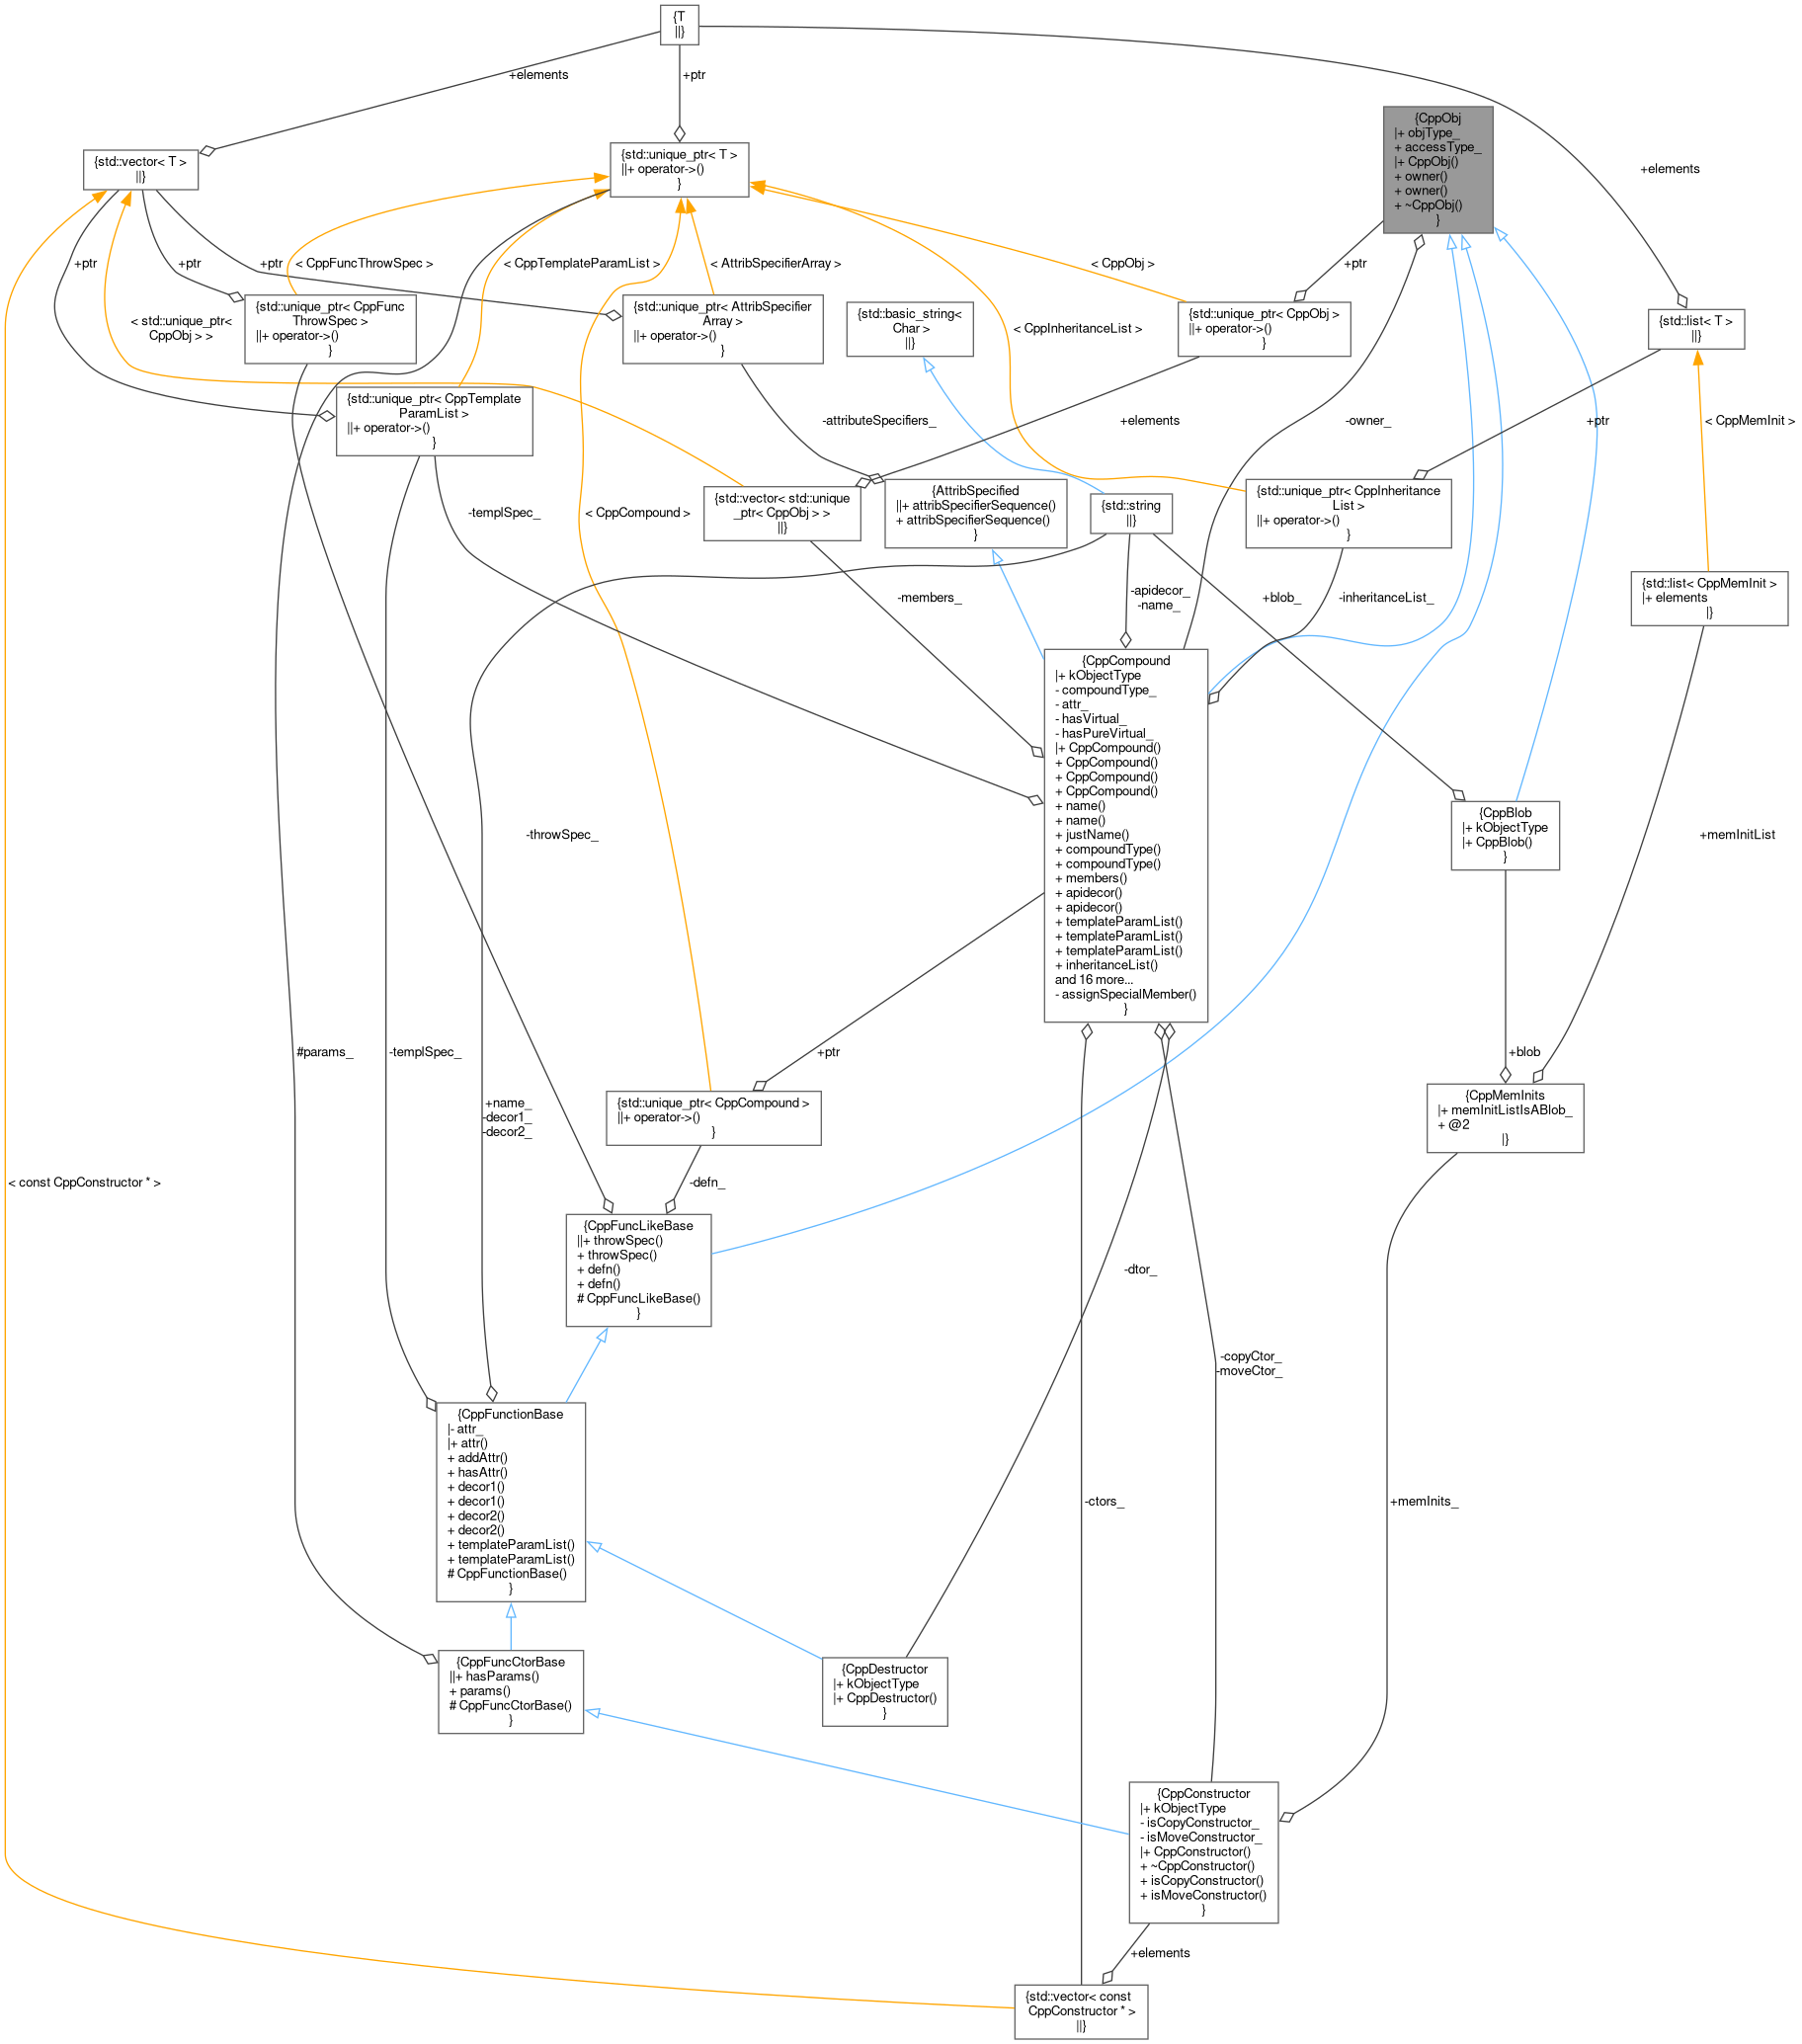 {T
||}
+elements
+ptr
{CppObj
|+ objType_
+ accessType_
|+ CppObj()
+ owner()
+ owner()
+ ~CppObj()
}
{std::vector< T >
||}
{std::unique_ptr< T >
||+ operator->()
}
+elements
+ptr
+ptr
+ptr
< CppFuncThrowSpec >
< CppTemplateParamList >
< AttribSpecifierArray >
< CppObj >
+ptr
{std::unique_ptr< CppFunc
ThrowSpec >
||+ operator->()
}
< std::unique_ptr<
CppObj > >
{std::unique_ptr< AttribSpecifier
Array >
||+ operator->()
}
{std::basic_string<
Char >
||}
< CppInheritanceList >
{std::unique_ptr< CppObj >
||+ operator->()
}
{std::list< T >
||}
{std::unique_ptr< CppTemplate
ParamList >
||+ operator->()
}
-attributeSpecifiers_
+elements
-owner_
+ptr
< CppMemInit >
-templSpec_
< CppCompound >
{std::vector< std::unique
_ptr< CppObj > >
||}
{AttribSpecified
||+ attribSpecifierSequence()
+ attribSpecifierSequence()
}
{std::string
||}
{std::unique_ptr< CppInheritance
List >
||+ operator->()
}
{std::list< CppMemInit >
|+ elements
|}
-members_
-apidecor_
-name_
+blob_
-inheritanceList_
{CppCompound
|+ kObjectType
- compoundType_
- attr_
- hasVirtual_
- hasPureVirtual_
|+ CppCompound()
+ CppCompound()
+ CppCompound()
+ CppCompound()
+ name()
+ name()
+ justName()
+ compoundType()
+ compoundType()
+ members()
+ apidecor()
+ apidecor()
+ templateParamList()
+ templateParamList()
+ templateParamList()
+ inheritanceList()
and 16 more...
- assignSpecialMember()
}
-throwSpec_
{CppBlob
|+ kObjectType
|+ CppBlob()
}
+memInitList
#params_
-templSpec_
+ptr
+blob
+name_
-decor1_
-decor2_
{std::unique_ptr< CppCompound >
||+ operator->()
}
{CppMemInits
|+ memInitListIsABlob_
+ @2
|}
< const CppConstructor * >
-defn_
{CppFuncLikeBase
||+ throwSpec()
+ throwSpec()
+ defn()
+ defn()
# CppFuncLikeBase()
}
-dtor_
-copyCtor_
-moveCtor_
{CppFunctionBase
|- attr_
|+ attr()
+ addAttr()
+ hasAttr()
+ decor1()
+ decor1()
+ decor2()
+ decor2()
+ templateParamList()
+ templateParamList()
# CppFunctionBase()
}
-ctors_
+memInits_
{CppFuncCtorBase
||+ hasParams()
+ params()
# CppFuncCtorBase()
}
{CppDestructor
|+ kObjectType
|+ CppDestructor()
}
{CppConstructor
|+ kObjectType
- isCopyConstructor_
- isMoveConstructor_
|+ CppConstructor()
+ ~CppConstructor()
+ isCopyConstructor()
+ isMoveConstructor()
}
+elements
{std::vector< const
CppConstructor * >
||}